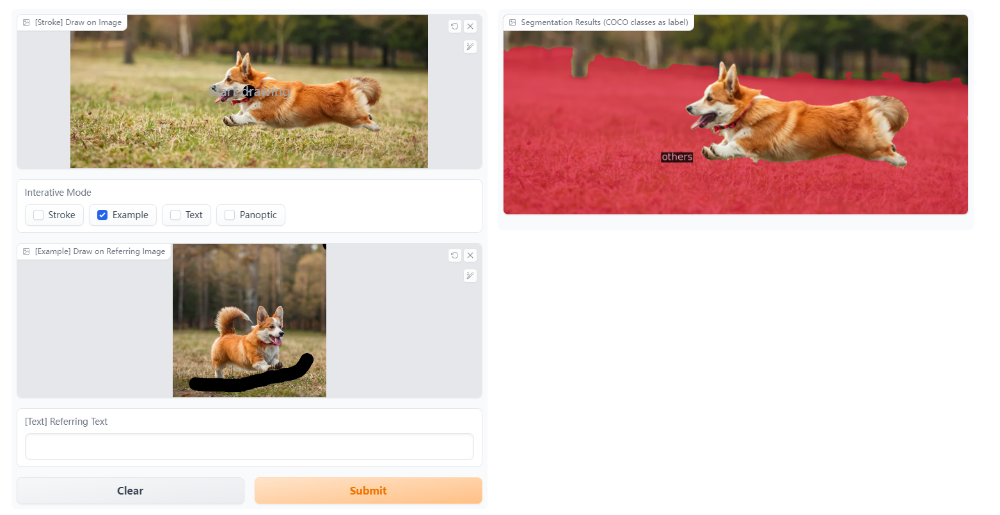 [Stroke] Draw on Image
Start drawing
Interative Mode
Stroke
Example
Text
Panoptic
[Example] Draw on Referring Image
[Text] Referring Text
Clear
Submit
Segmentation Results (COCO classes as label)
others